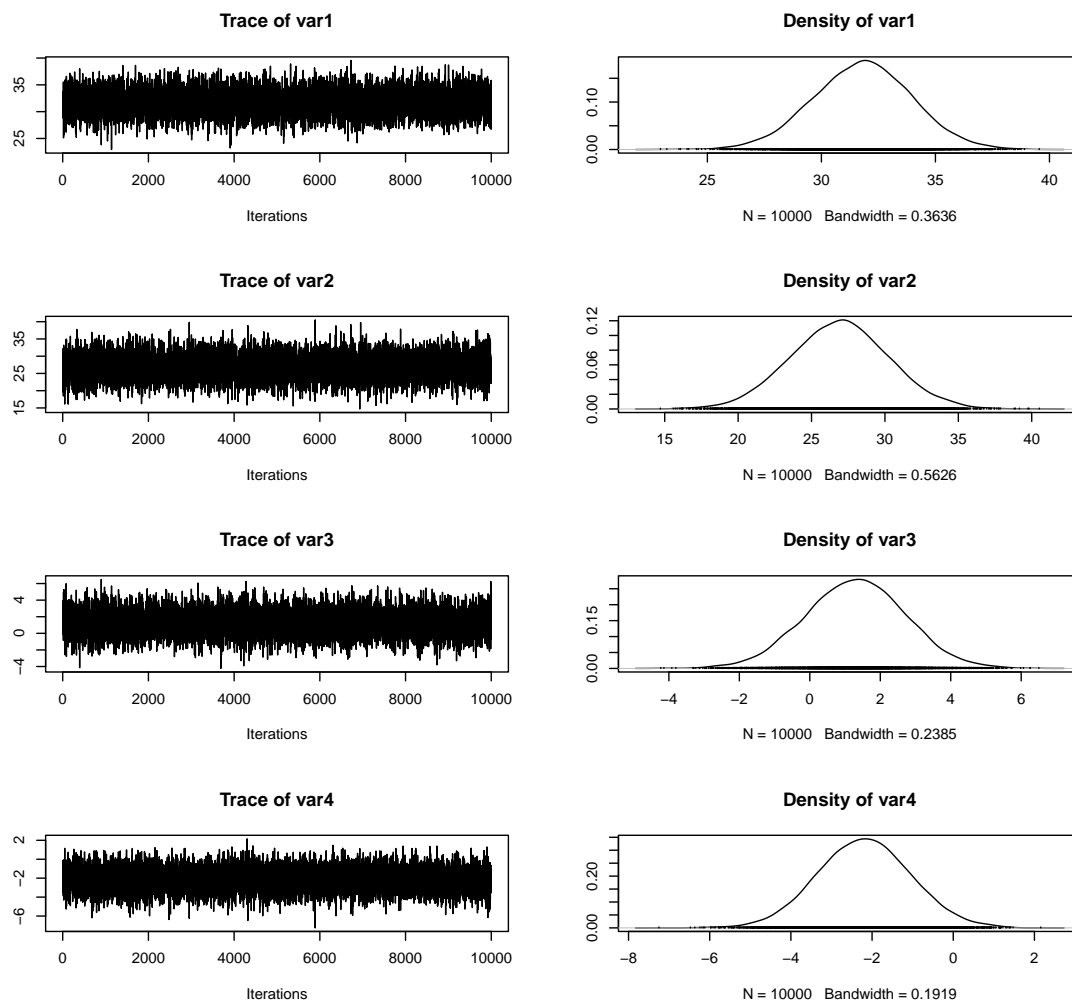 Trace of var1
35
25
0 2000 4000 6000 8000 10000
Iterations
Density of var1
0.10
0.00
25 30 35 40
N = 10000 Bandwidth = 0.3636
Trace of var2
35
25
15
0 2000 4000 6000 8000 10000
Iterations
Density of var2
0.12
0.06
0.00
15 20 25 30 35 40
N = 10000 Bandwidth = 0.5626
Trace of var3
4
0
−4
0 2000 4000 6000 8000 10000
Iterations
Density of var3
0.15
0.00
−4 −2 0 2 4 6
N = 10000 Bandwidth = 0.2385
Trace of var4
2
−2
−6
0 2000 4000 6000 8000 10000
Iterations
Density of var4
0.20
0.00
−8 −6 −4 −2 0 2
N = 10000 Bandwidth = 0.1919